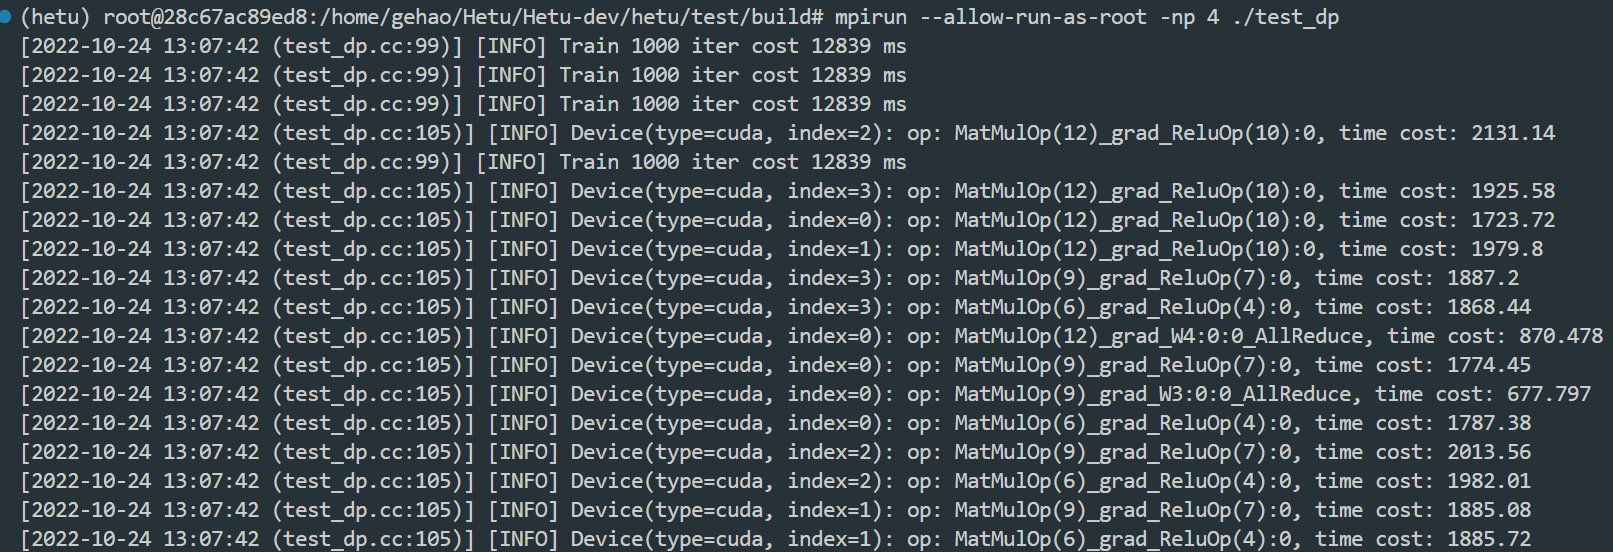 (hetu) root@28c67ac89ed8:/home/gehao/Hetu/Hetu-dev/hetu/test/build# mpirun --allow-run-as-root -np 4 ./test_dp
[2022-10-24 13:07:42 (test_dp.cc:99)] [INFO] Train 1000 iter cost 12839 ms
[2022-10-24 13:07:42 (test_dp.cc:99)] [INFO] Train 1000 iter cost 12839 ms
[2022-10-24 13:07:42 (test_dp.cc:99)] [INFO] Train 1000 iter cost 12839 ms
[2022-10-24 13:07:42 (test_dp.cc:105)] [INFO] Device(type=cuda, index=2): op: MatMulOp(12)_grad_ReluOp(10):0, time cost: 2131.14
[2022-10-24 13:07:42 (test_dp.cc:99)] [INFO] Train 1000 iter cost 12839 ms
[2022-10-24 13:07:42 (test_dp.cc:105)] [INFO] Device(type=cuda, index=3): op: MatMulOp(12)_grad_ReluOp(10):0, time cost: 1925.58
[2022-10-24 13:07:42 (test_dp.cc:105)] [INFO] Device(type=cuda, index=0): op: MatMulOp(12)_grad_ReluOp(10):0, time cost: 1723.72
[2022-10-24 13:07:42 (test_dp.cc:105)] [INFO] Device(type=cuda, index=1): op: MatMulOp(12)_grad_ReluOp(10):0, time cost: 1979.8
[2022-10-24 13:07:42 (test_dp.cc:105)] [INFO] Device(type=cuda, index=3): op: MatMulOp(9)_grad_ReluOp(7):0, time cost: 1887.2
[2022-10-24 13:07:42 (test_dp.cc:105)] [INFO] Device(type=cuda, index=3): op: MatMulOp(6)_grad_ReluOp(4):0, time cost: 1868.44
[2022-10-24 13:07:42 (test_dp.cc:105)] [INFO] Device(type=cuda, index=0): op: MatMulOp(12)_grad_W4:0:0_AllReduce, time cost: 870.478
[2022-10-24 13:07:42 (test_dp.cc:105)] [INFO] Device(type=cuda, index=0): op: MatMulOp(9)_grad_ReluOp(7):0, time cost: 1774.45
[2022-10-24 13:07:42 (test_dp.cc:105)] [INFO] Device(type=cuda, index=0): op: MatMulOp(9)_grad_W3:0:0_AllReduce, time cost: 677.797
[2022-10-24 13:07:42 (test_dp.cc:105)] [INFO] Device(type=cuda, index=0): op: MatMulOp(6)_grad_ReluOp(4):0, time cost: 1787.38
[2022-10-24 13:07:42 (test_dp.cc:105)] [INFO] Device(type=cuda, index=2): op: MatMulOp(9)_grad_ReluOp(7):0, time cost: 2013.56
[2022-10-24 13:07:42 (test_dp.cc:105)] [INFO] Device(type=cuda, index=2): op: MatMulOp(6)_grad_ReluOp(4):0, time cost: 1982.01
[2022-10-24 13:07:42 (test_dp.cc:105)] [INFO] Device(type=cuda, index=1): op: MatMulOp(9)_grad_ReluOp(7):0, time cost: 1885.08
[2022-10-24 13:07:42 (test_dp.cc:105)] [INFO] Device(type=cuda, index=1): op: MatMulOp(6)_grad_ReluOp(4):0, time cost: 1885.72